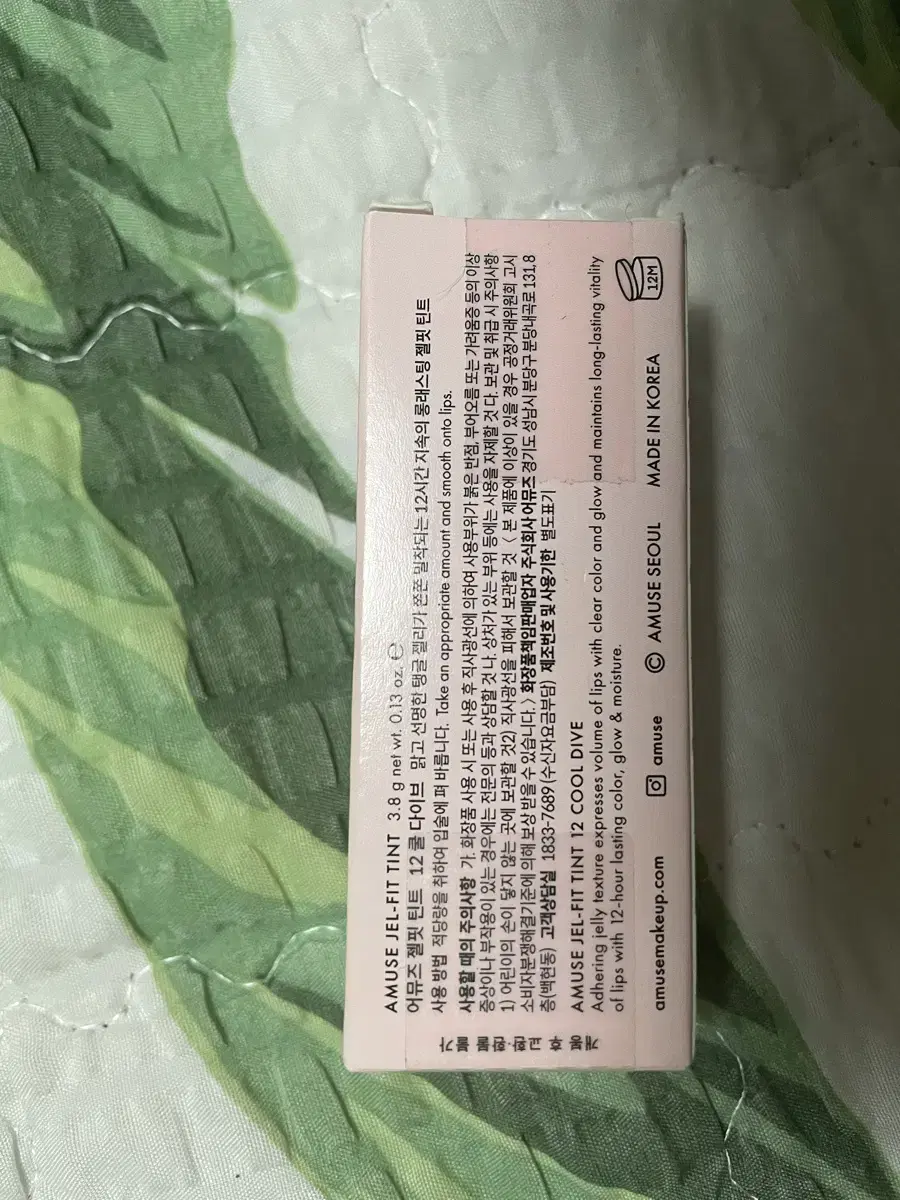 AMUSE JEL-FIT TINT 3.8 g net wt. 0.13 oz. ℮
어뮤즈 젤핏 틴트 12 쿨 다이브 맑고 선명한 탱글 젤리가 쫀쫀 밀착되는 12시간 지속의 롱래스팅 젤핏 틴트
사용 방법 적당량을 취하여 입술에 펴 바릅니다. Take an appropriate amount and smooth onto lips.
사용할 때의 주의사항 가. 화장품 사용 시 또는 사용 후 직사광선에 의하여 사용부위가 붉은 반점, 부어오름 또는 가려움증 등의 이상
증상이나 부작용이 있는 경우에는 전문의 등과 상담할 것 나. 상처가 있는 부위 등에는 사용을 자제할 것 다. 보관 및 취급 시 주의사항
1) 어린이의 손이 닿지 않는 곳에 보관할 것2) 직사광선을 피해서 보관할 것 〈 본 제품에 이상이 있을 경우 공정거래위원회 고시
소비자분쟁해결기준에 의해 보상 받을 수 있습니다. 〉 화장품책임판매업자 주식회사 어뮤즈 경기도 성남시 분당구 분당내곡로 131, 8
층(백현동) 고객상담실 1833-7689 (수신자요금부담) 제조번호 및 사용기한 별도표기
AMUSE JEL-FIT TINT 12 COOL DIVE
Adhering jelly texture expresses volume of lips with clear color and glow and maintains long-lasting vitality
of lips with 12-hour lasting color, glow & moisture.
amusemakeup.com amuse © AMUSE SEOUL MADE IN KOREA
12M
개봉 후 교환·환불 불가